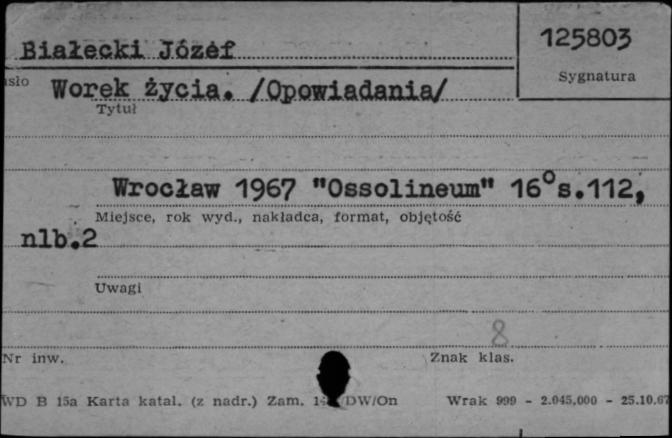 Białecki Józef
125803
Sygnatura
Worek życia. /Opowiadania/
Tytuł
Wrocław 1967 "Ossolineum" 16° s.112,
Miejsce, rok wyd., nakładca, format, objętość
nlb.2
Uwagi
8
Nr inw.
Znak klas.
WD B 15a Karta katal. (z nadr.) Zam. DW/On
Wrak 999 - 2.045.000 - 25.10.67